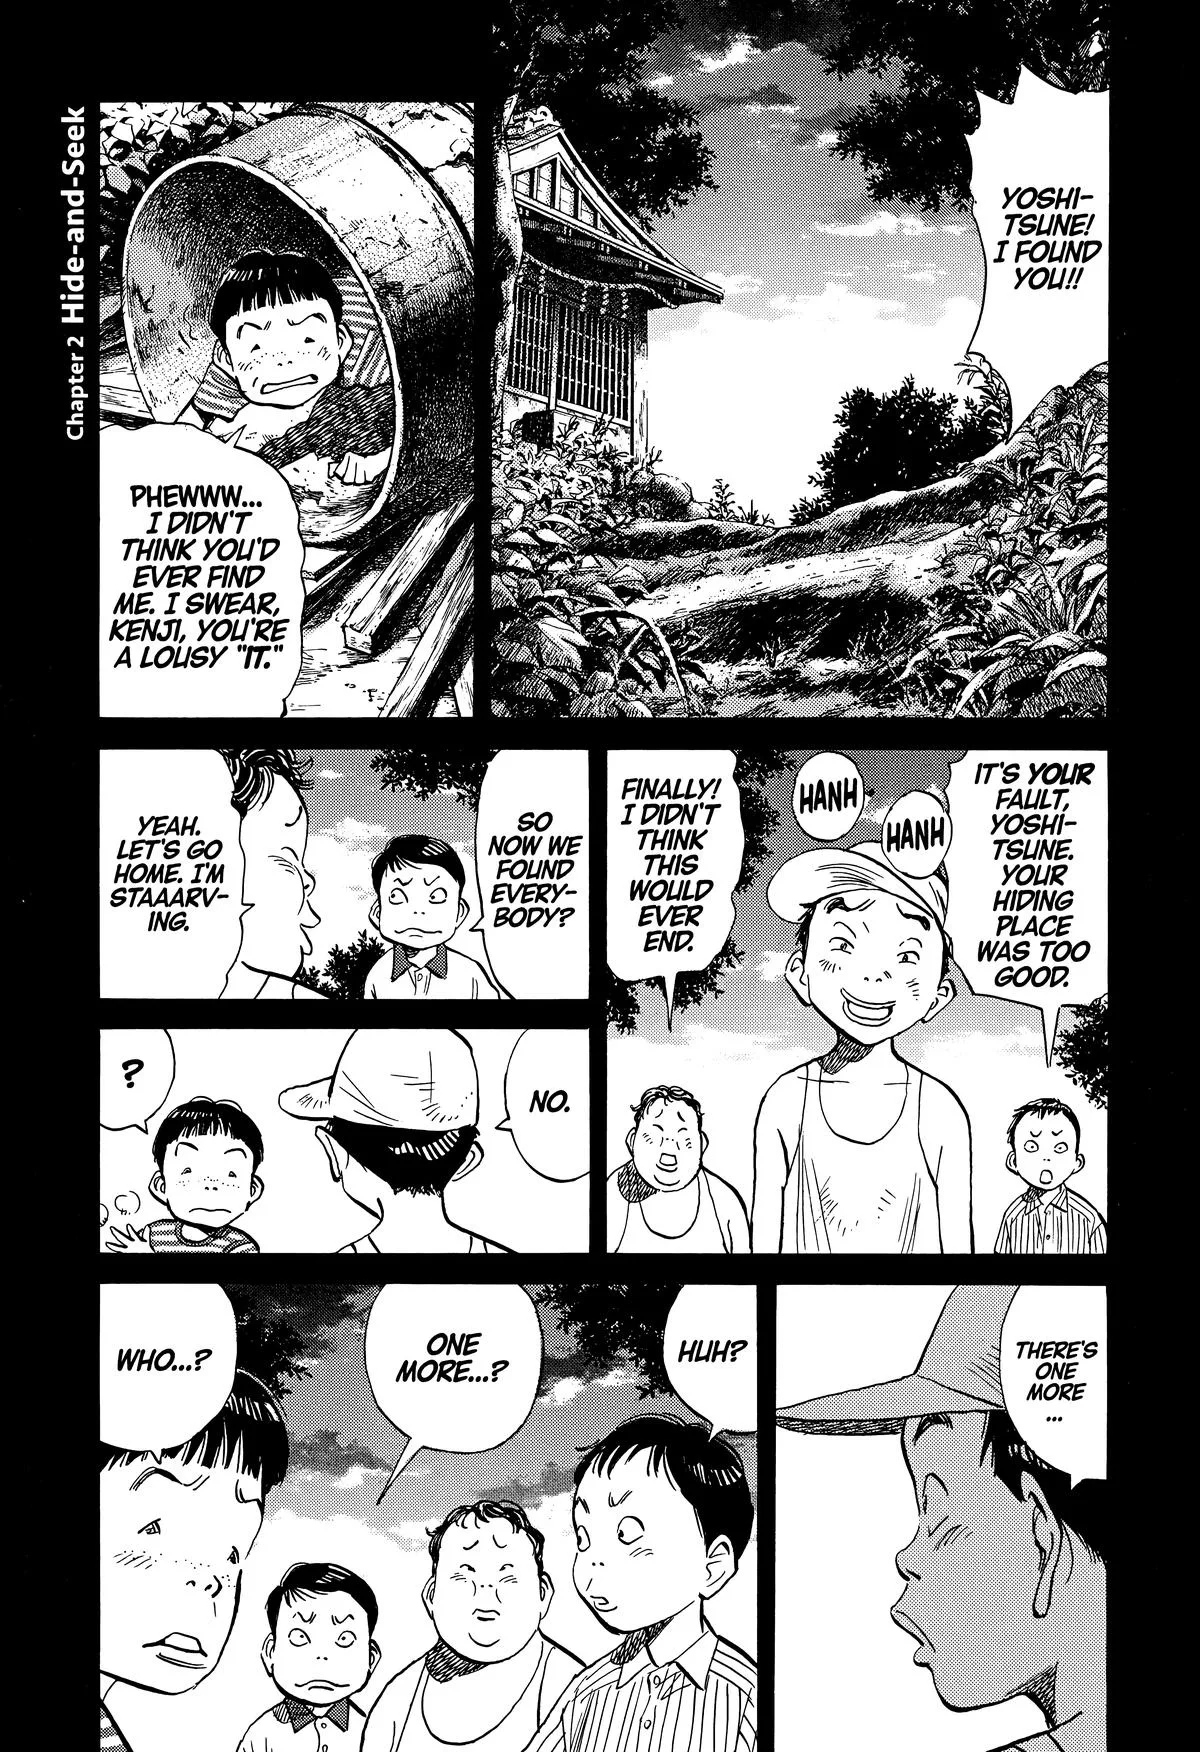 Chapter 2 Hide-and-Seek
YOSHI-
TSUNE!
I FOUND
YOU!!
PHEWWW...
I DIDN'T
THINK YOU'D
EVER FIND
ME. I SWEAR,
KENJI, YOU'RE
A LOUSY "IT."
IT'S YOUR
FAULT,
YOSHI-
TSUNE.
YOUR
HIDING
PLACE
WAS TOO
GOOD.
HANH
HANH
FINALLY!
I DIDN'T
THINK
THIS
WOULD
EVER
END.
SO
NOW WE
FOUND
EVERY-
BODY?
YEAH.
LET'S GO
HOME. I'M
STAAARV-
ING.
NO.
?
THERE'S
ONE
MORE
...
HUH?
ONE
MORE...?
WHO...?